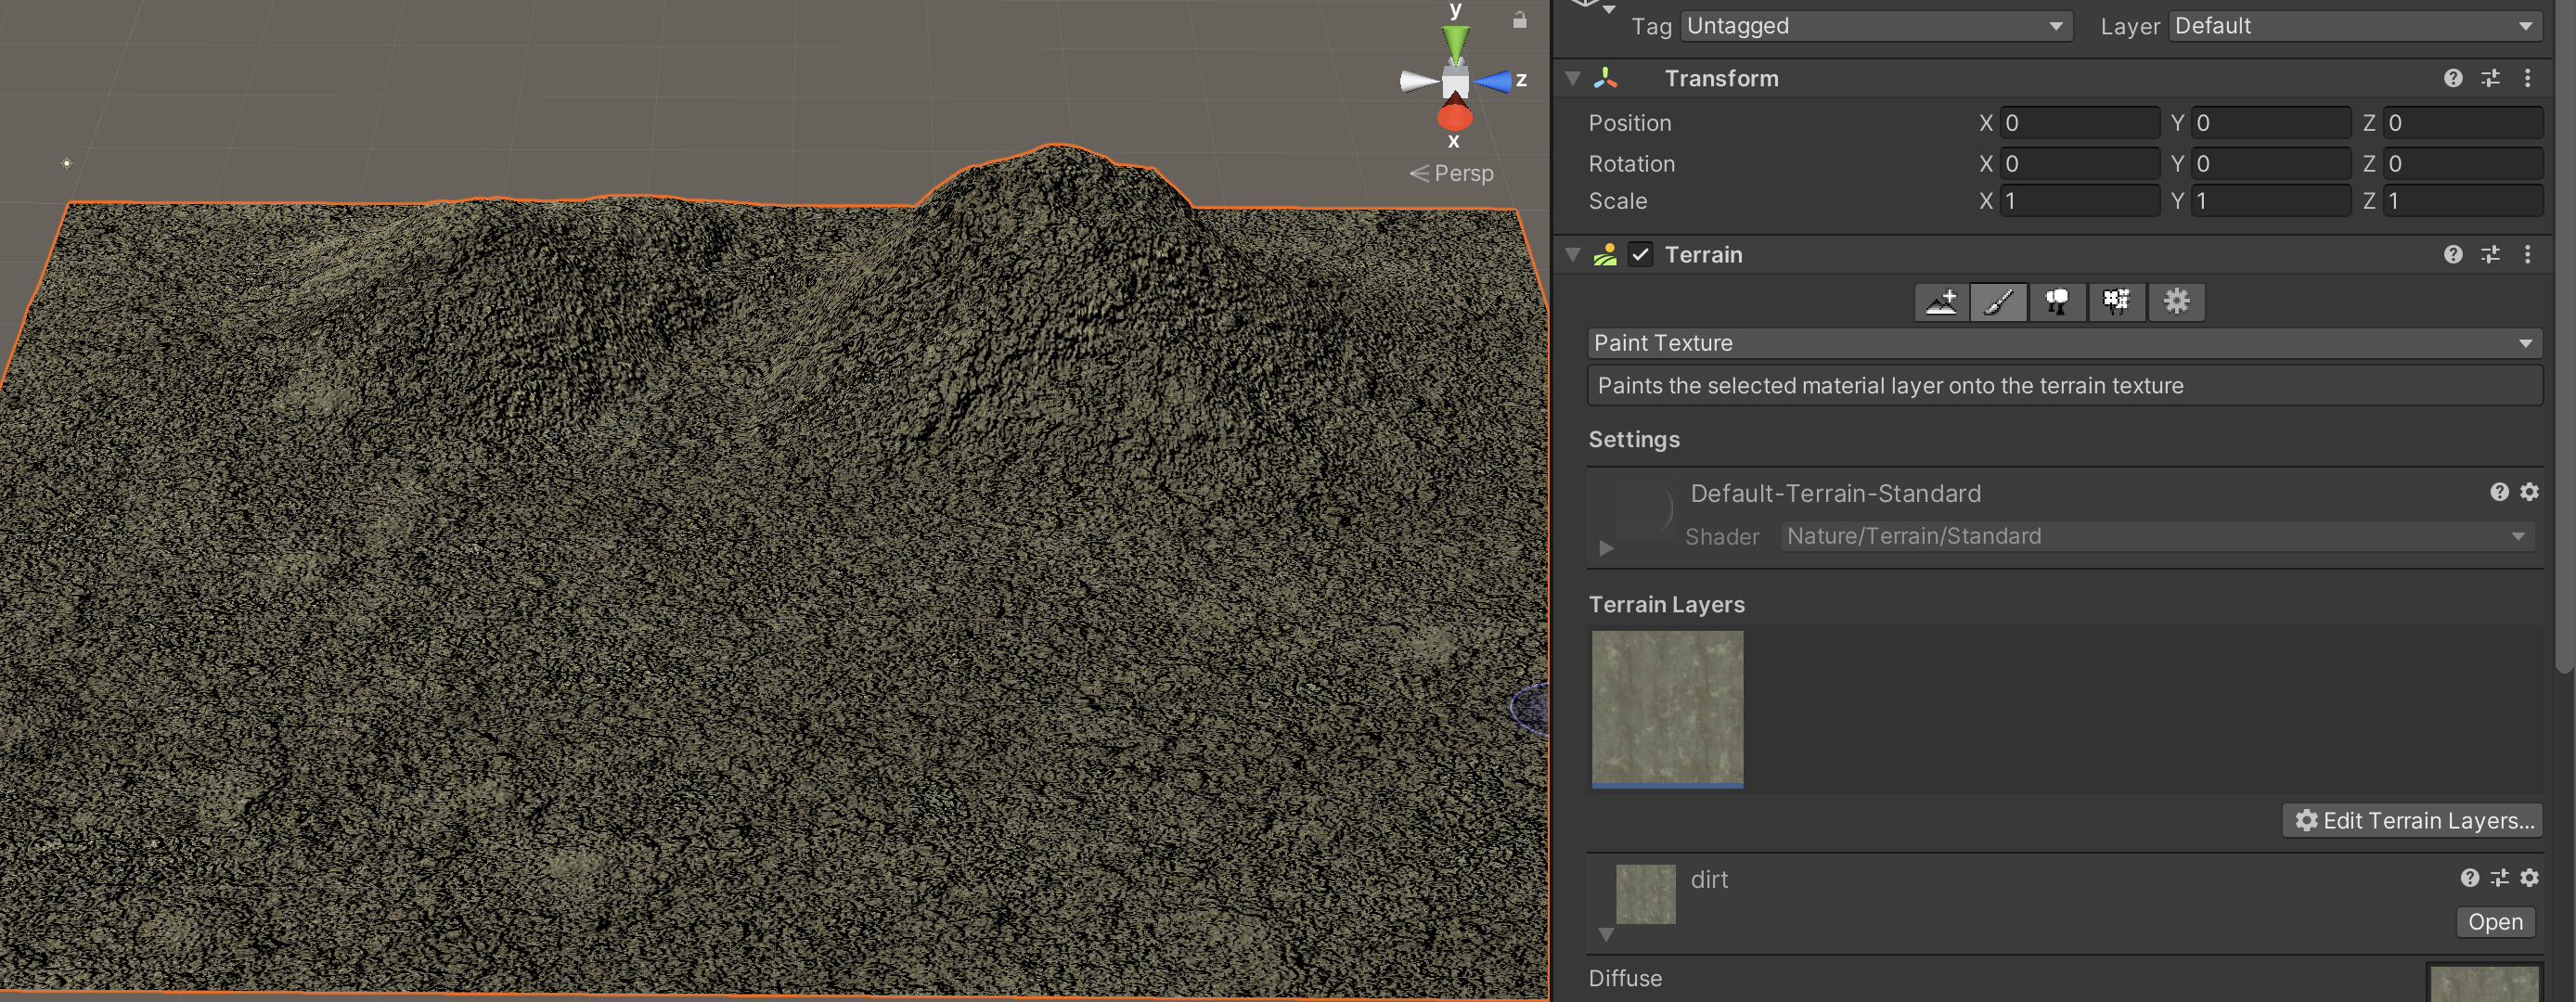 y
z
x
Persp
Tag Untagged Layer Default
Transform
Position X 0 Y 0 Z 0
Rotation X 0 Y 0 Z 0
Scale X 1 Y 1 Z 1
Terrain
Paint Texture
Paints the selected material layer onto the terrain texture
Settings
Default-Terrain-Standard
Shader Nature/Terrain/Standard
Terrain Layers
Edit Terrain Layers...
dirt
Open
Diffuse